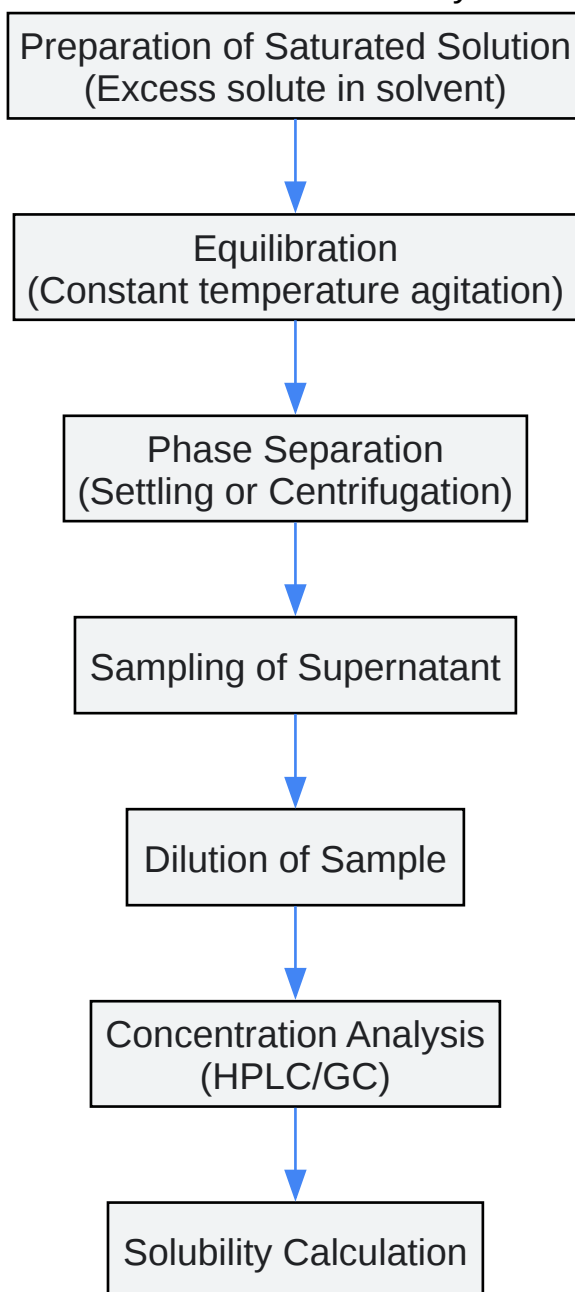 Preparation of Saturated Solution
(Excess solute in solvent)
Equilibration
(Constant temperature agitation)
Phase Separation
(Settling or Centrifugation)
Sampling of Supernatant
Dilution of Sample
Concentration Analysis
(HPLC/GC)
Solubility Calculation